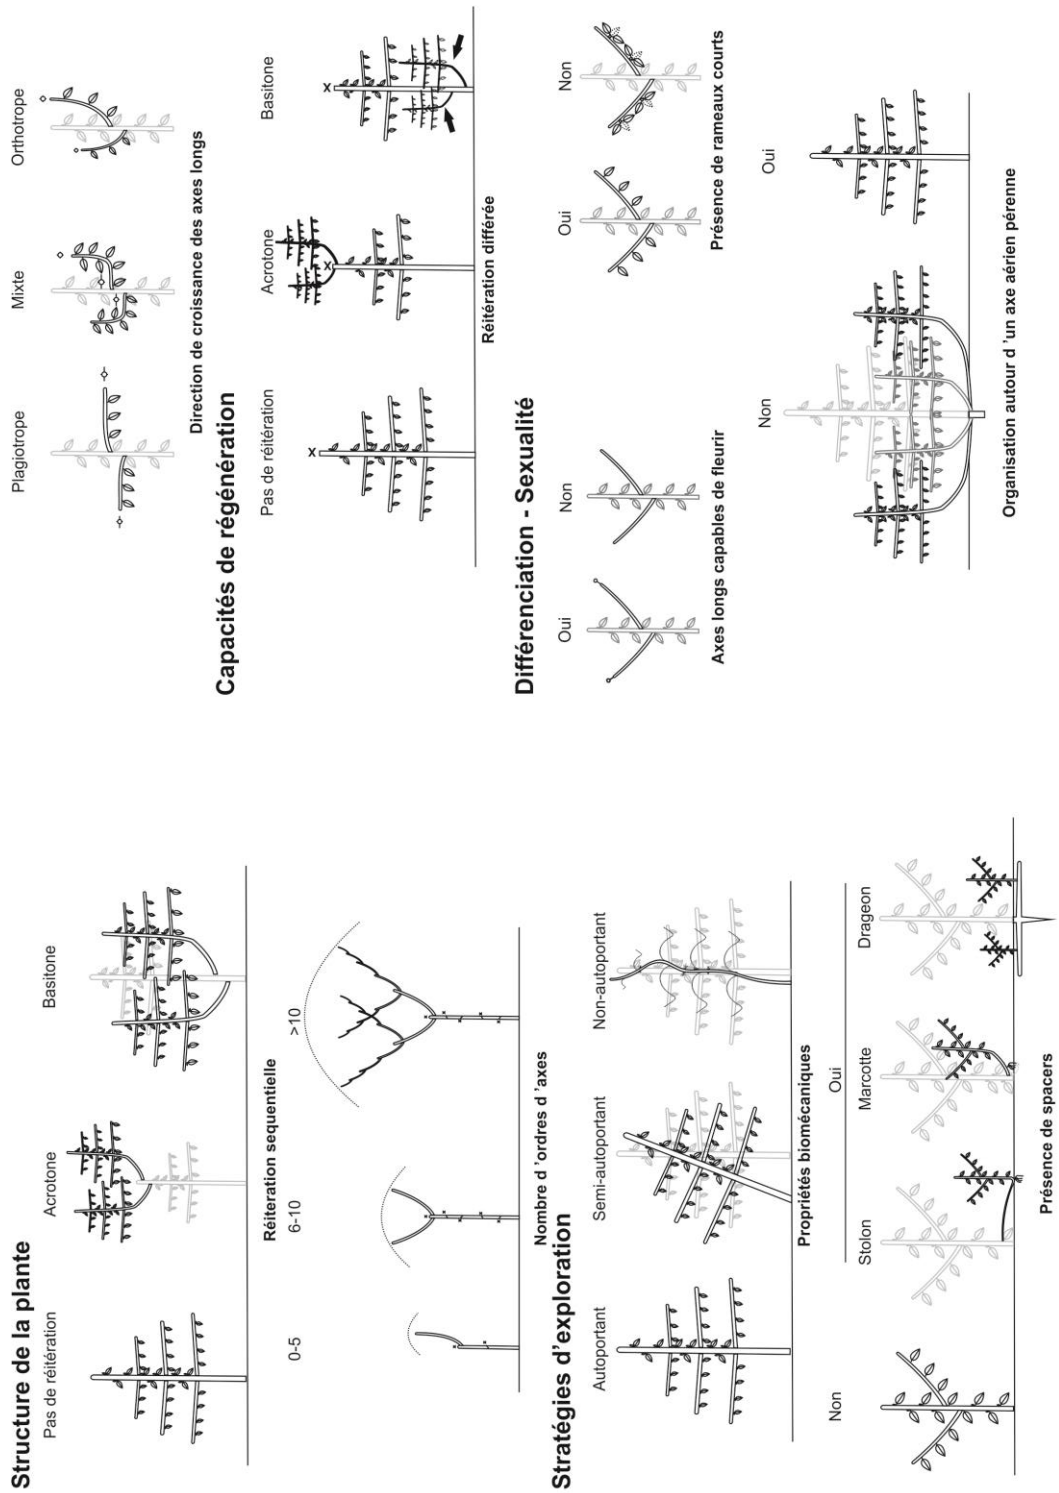 Structure de la plante
Pas de réitération Acrotone Basitone
Réiteration sequentielle
0-5 6-10 >10
Nombre d 'ordres d 'axes
Stratégies d'exploration
Autoportant Semi-autoportant Non-autoportant
Propriétés biomécaniques
Non Oui
Stolon Marcotte Drageon
Présence de spacers
Plagiotrope Mixte Orthotrope
Direction de croissance des axes longs
Capacités de régénération
Pas de réitération Acrotone Basitone
x x x
Réitération différée
Différenciation - Sexualité
Oui Non Oui Non
Axes longs capables de fleurir Présence de rameaux courts
Non Oui
Organisation autour d 'un axe aérien pérenne